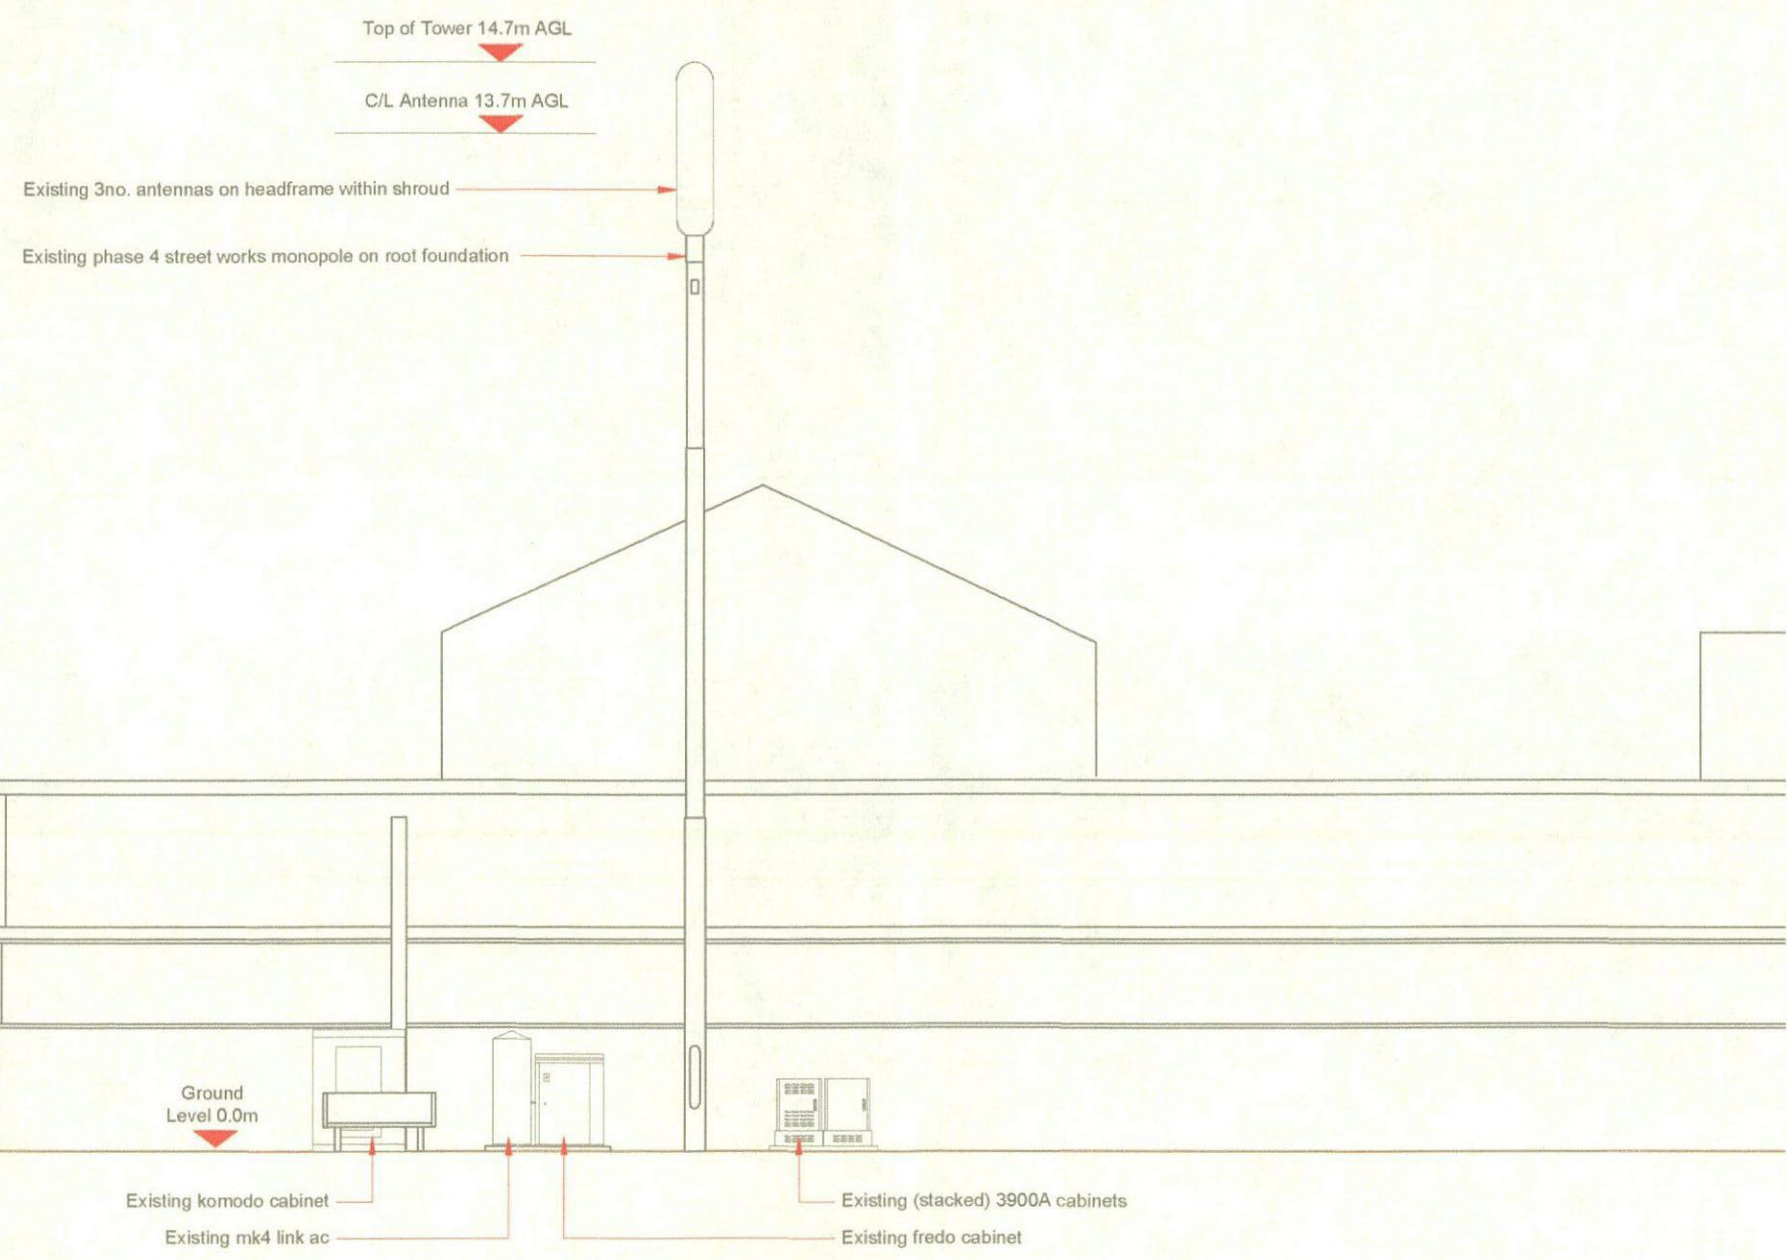 Top of Tower 14.7m AGL
C/L Antenna 13.7m AGL
Existing 3no. antennas on headframe within shroud
Existing phase 4 street works monopole on root foundation
Ground
Level 0.0m
Existing komodo cabinet
Existing (stacked) 3900A cabinets
Existing mk4 link ac
Existing fredo cabinet